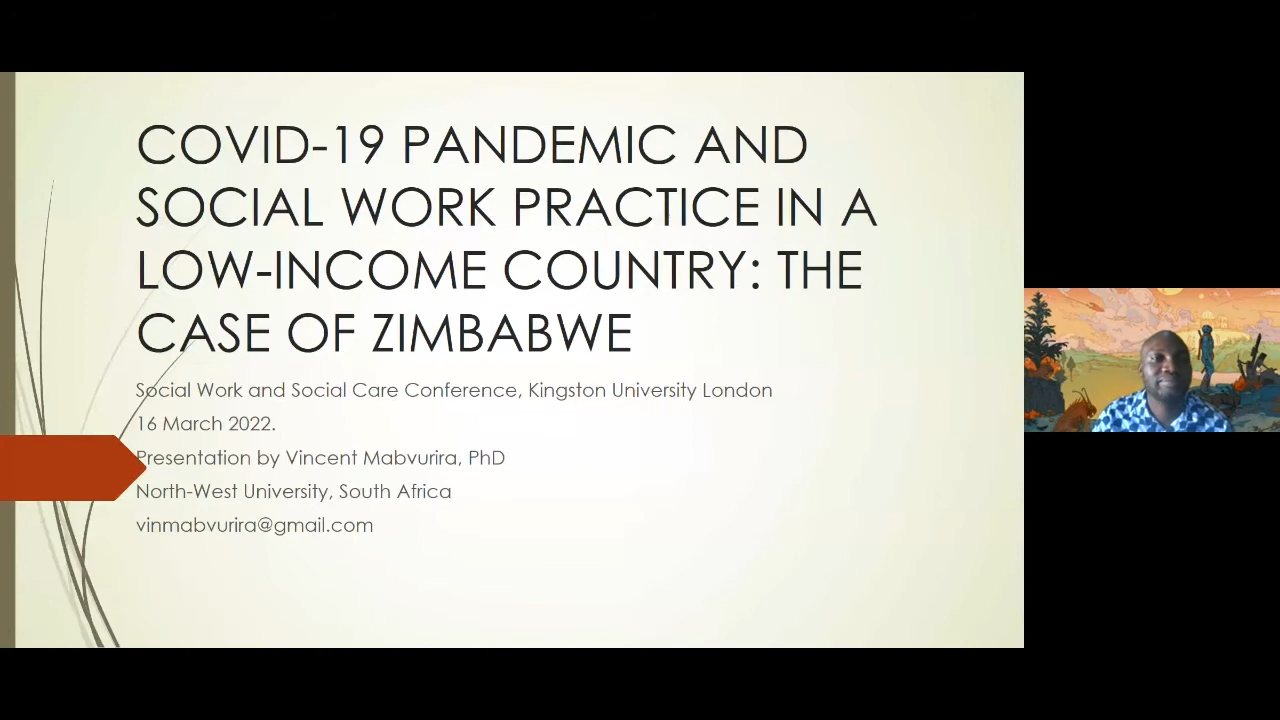 COVID-19 PANDEMIC AND
SOCIAL WORK PRACTICE IN A
LOW-INCOME COUNTRY: THE
CASE OF ZIMBABWE
Social Work and Social Care Conference, Kingston University London
16 March 2022.
Presentation by Vincent Mabvurira, PhD
North-West University, South Africa
vinmabvurira@gmail.com